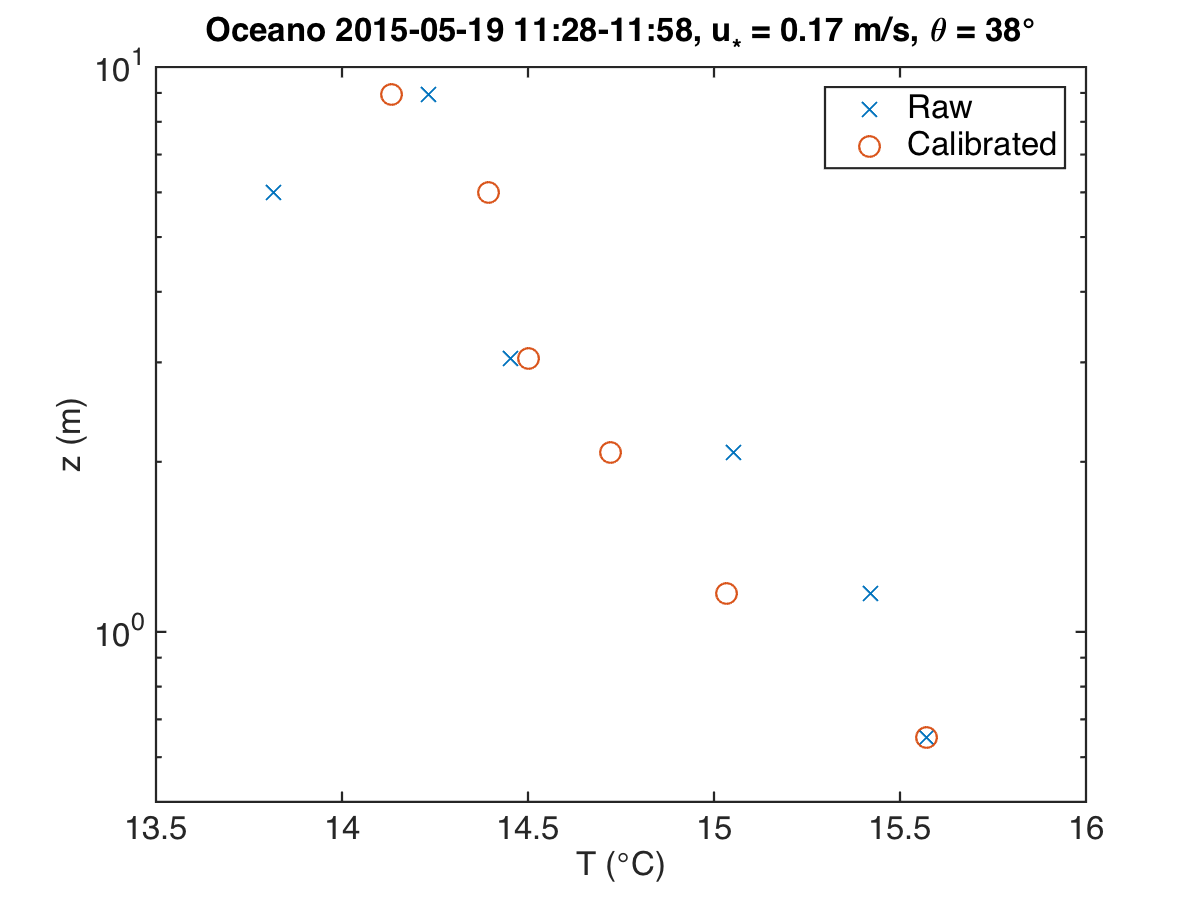 Oceano 2015-05-19 11:28-11:58, u* = 0.17 m/s, θ = 38°
10^1
Raw
Calibrated
z (m)
10^0
13.5 14 14.5 15 15.5 16
T (°C)